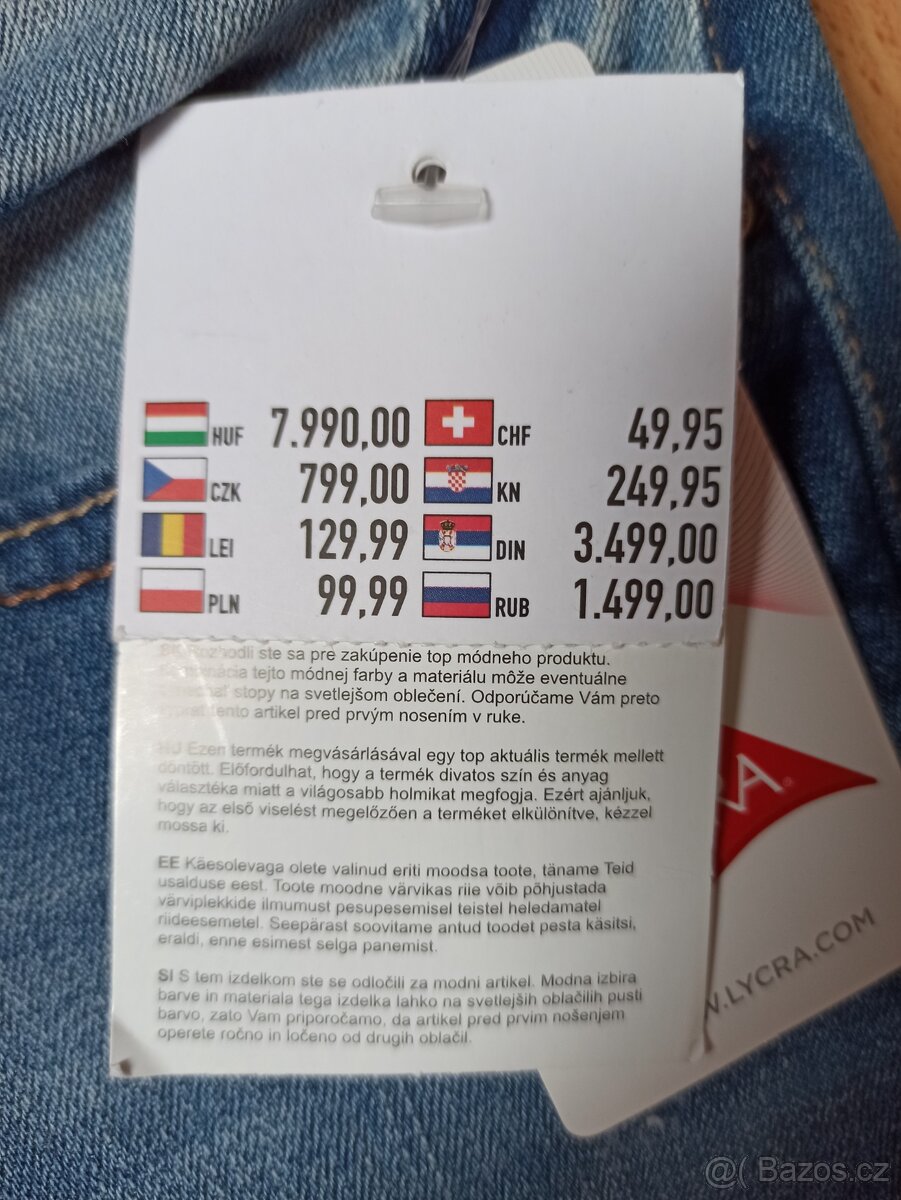 HUF 7.990,00 CHF 49,95
CZK 799,00 KN 249,95
LEI 129,99 DIN 3.499,00
PLN 99,99 RUB 1.499,00
ste sa pre zakúpenie top módneho produktu.
tejto módnej farby a materiálu môže eventuálne
stopy na svetlejšom oblečení. Odporúčame Vám preto
tento artikel pred prvým nosením v ruke.
HU Ezen termék megvásárlásával egy top aktuális termék mellett
döntött. Előfordulhat, hogy a termék divatos szín és anyag
választéka miatt a világosabb holmikat megfogja. Ezért ajánljuk,
hogy az első viselést megelőzően a terméket elkülönítve, kézzel
mossa ki.
EE Käesolevaga olete valinud eriti moodsa toote, täname Teid
usalduse eest. Toote moodne värvikas riie võib põhjustada
värviplekkide ilmumust pesupesemisel teistel heledamatel
riideesemetel. Seepärast soovitame antud toodet pesta käsitsi,
eraldi, enne esimest selga panemist.
SI S tem izdelkom ste se odločili za modni artikel. Modna izbira
barve in materiala tega izdelka lahko na svetlejših oblačilih pusti
barvo, zato Vam priporočamo, da artikel pred prvim nošenjem
operete ročno in ločeno od drugih oblačil.
RA®
W.LYCRA.COM
@( Bazos.cz